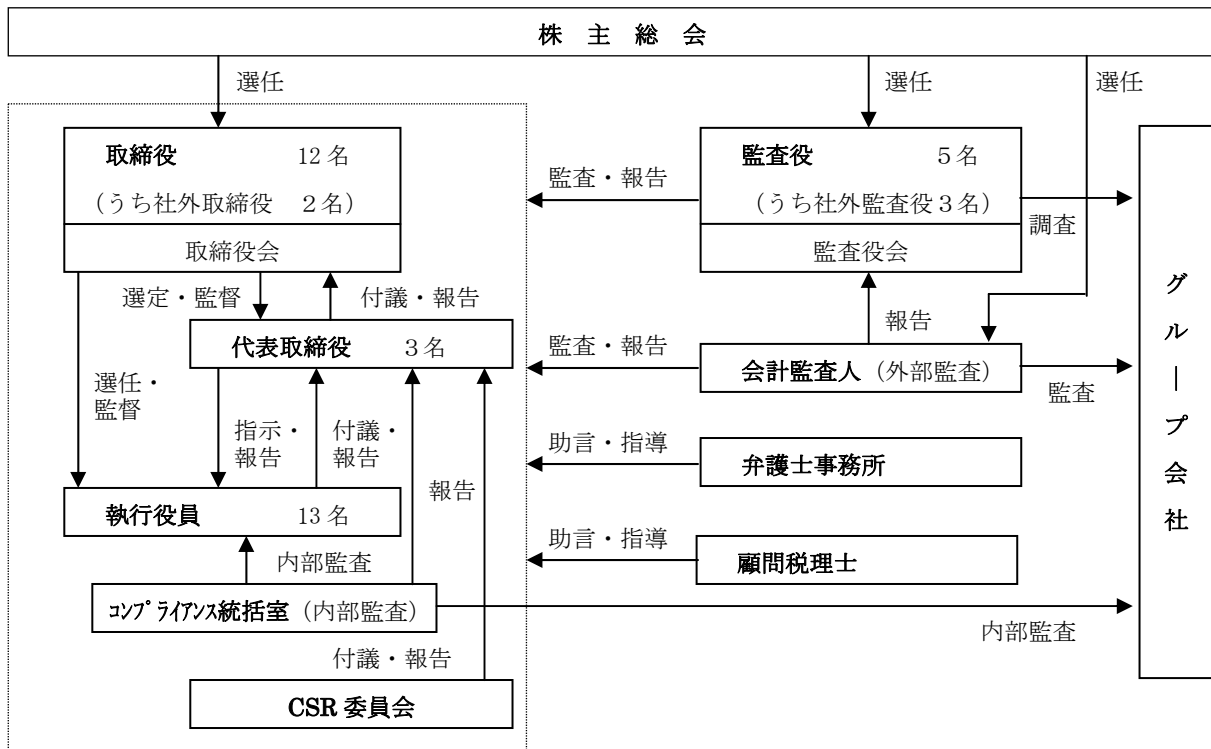 株 主 総 会
選任
選任
選任
取締役 12 名
(うち社外取締役 2名)
取締役会
監査・報告
監査役 5 名
(うち社外監査役3名)
監査役会
調査
選定・監督
付議・報告
報告
代表取締役 3 名
監査・報告
会計監査人 (外部監査)
監査
選任・
監督
指示・
報告
付議・
報告
報告
助言・指導
弁護士事務所
執行役員 13 名
内部監査
助言・指導
顧問税理士
コンプライアンス統括室 (内部監査)
内部監査
付議・報告
CSR 委員会
グ
ル
ー
プ
会
社